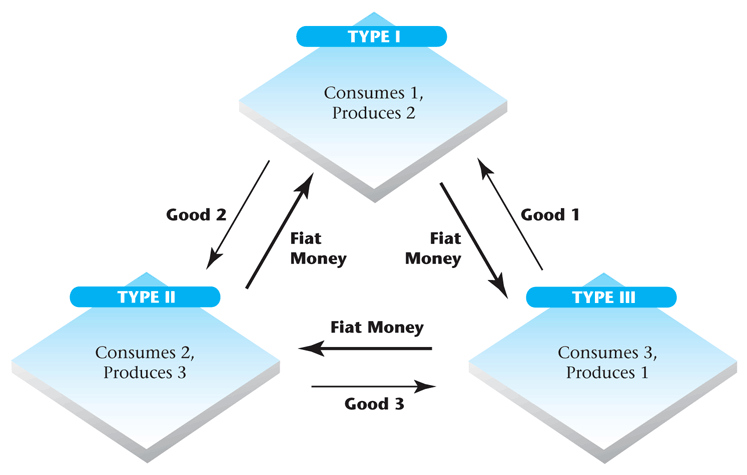 TYPE I
Consumes 1,
Produces 2
Good 2
Fiat
Money
Fiat
Money
Good 1
TYPE II
Consumes 2,
Produces 3
Fiat Money
Good 3
TYPE III
Consumes 3,
Produces 1